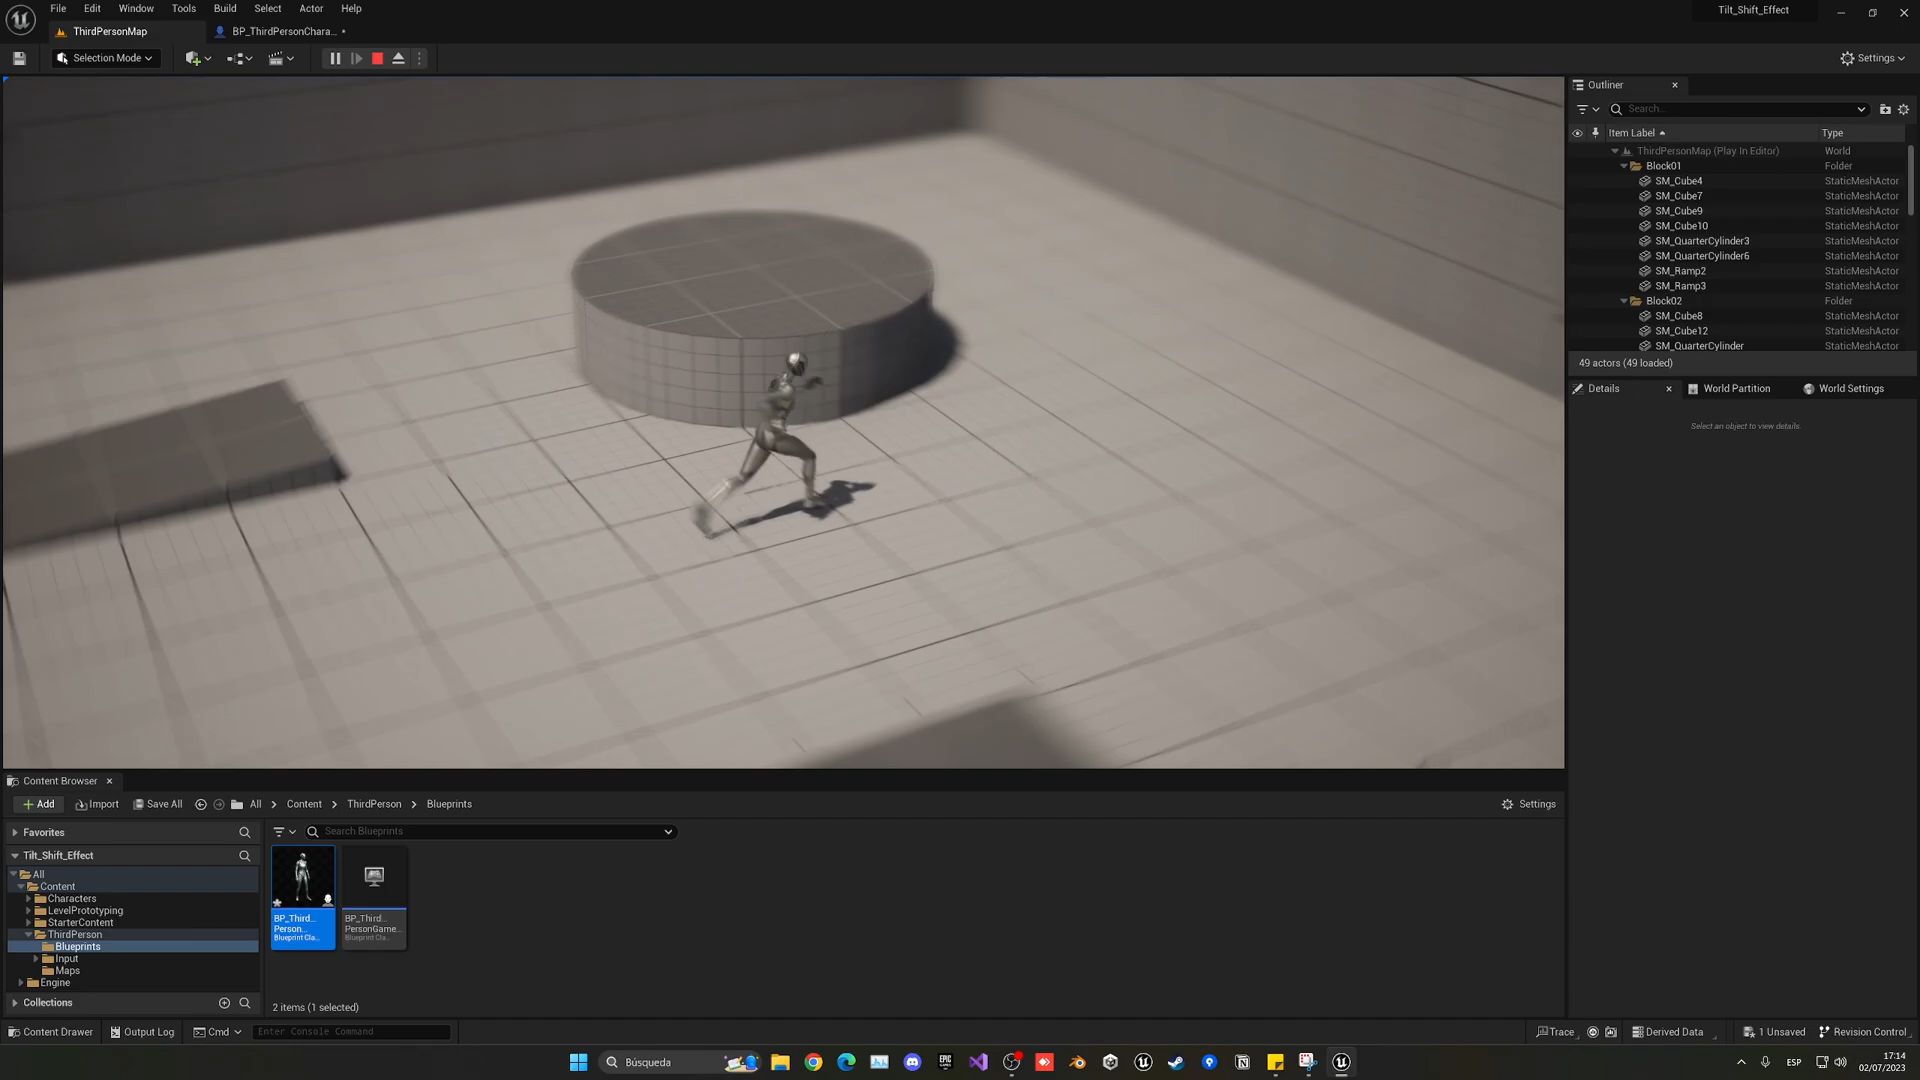 File Edit Window Tools Build Select Actor Help
Tilt_Shift_Effect
ThirdPersonMap
BP_ThirdPersonChara... •
Selection Mode
Settings
Outliner
Search...
Item Label
Type
ThirdPersonMap (Play In Editor) World
Block01 Folder
SM_Cube4 StaticMeshActor
SM_Cube7 StaticMeshActor
SM_Cube9 StaticMeshActor
SM_Cube10 StaticMeshActor
SM_QuarterCylinder3 StaticMeshActor
SM_QuarterCylinder6 StaticMeshActor
SM_Ramp2 StaticMeshActor
SM_Ramp3 StaticMeshActor
Block02 Folder
SM_Cube8 StaticMeshActor
SM_Cube12 StaticMeshActor
SM_QuarterCylinder StaticMeshActor
49 actors (49 loaded)
Details
World Partition
World Settings
Select an object to view details.
Content Browser
Add Import Save All All Content ThirdPerson Blueprints
Settings
Favorites
Search Blueprints
Tilt_Shift_Effect
All
Content
Characters
LevelPrototyping
StarterContent
ThirdPerson
Blueprints
Input
Maps
Engine
Collections
BP_Third...
Person...
Blueprint Cla...
BP_Third...
PersonGame...
Blueprint Cla...
2 items (1 selected)
Content Drawer Output Log Cmd Enter Console Command
Trace Derived Data 1 Unsaved Revision Control
Búsqueda
EPIC GAMES
ESP
17:14
02/07/2023